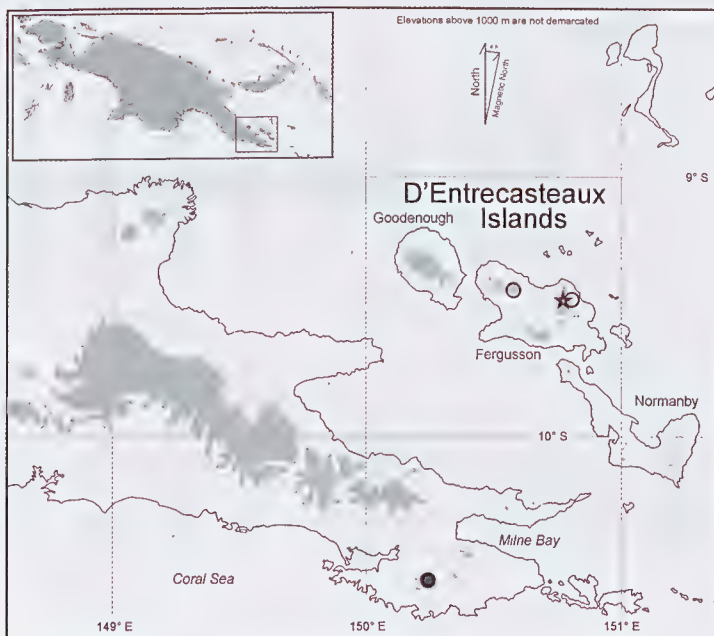 Elevations above 1000 m are not demarcated
North
Magnetic North
9° S
D'Entrecasteaux
Islands
Goodenough
Fergusson
Normanby
10° S
Milne Bay
Coral Sea
149° E
150° E
151° E